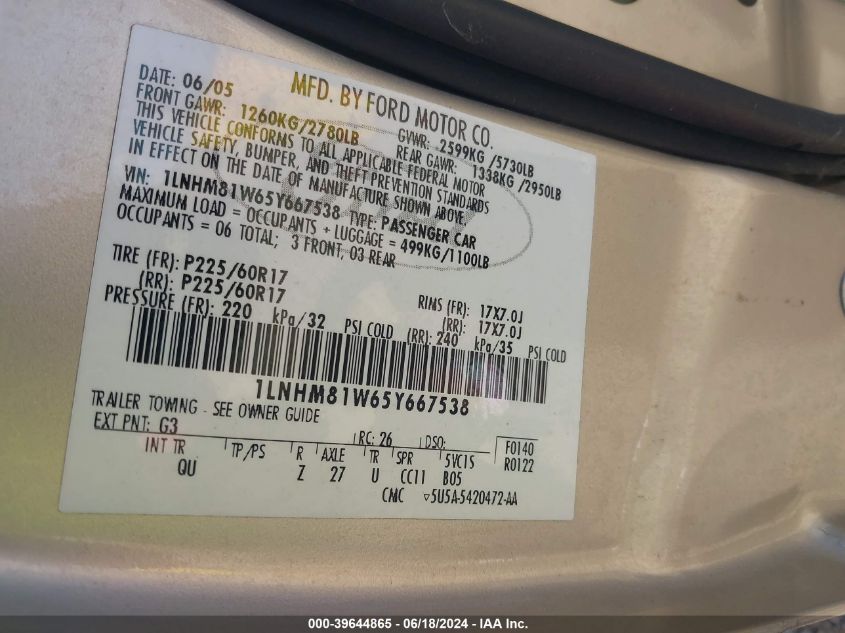 MFD. BY FORD MOTOR CO.
DATE: 06/05
GVWR: 2599KG/5730LB
FRONT GAWR: 1260KG/2780LB
REAR GAWR: 1338KG/2950LB
THIS VEHICLE CONFORMS TO ALL APPLICABLE FEDERAL MOTOR
VEHICLE SAFETY, BUMPER, AND THEFT PREVENTION STANDARDS
IN EFFECT ON THE DATE OF MANUFACTURE SHOWN ABOVE.
VIN: 1LNHM81W65Y667538 TYPE: PASSENGER CAR
MAXIMUM LOAD = OCCUPANTS + LUGGAGE = 499KG/1100LB
OCCUPANTS = 06 TOTAL; 3 FRONT, 03 REAR
TIRE (FR): P225/60R17 RIMS (FR): 17X7.0J
(RR): P225/60R17 (RR): 17X7.0J
PRESSURE (FR): 220 kPa/32 PSI COLD (RR): 240 kPa/35 PSI COLD
1LNHM81W65Y667538
TRAILER TOWING - SEE OWNER GUIDE
EXT PNT: G3 RC: 26 DSO: F0140
INT TR TP/PS R AXLE TR SPR 5VC1S R0122
QU Z 27 U CC11 B05
CMC ▽5U5A-5420472-AA
000-39644865 - 06/18/2024 - IAA Inc.